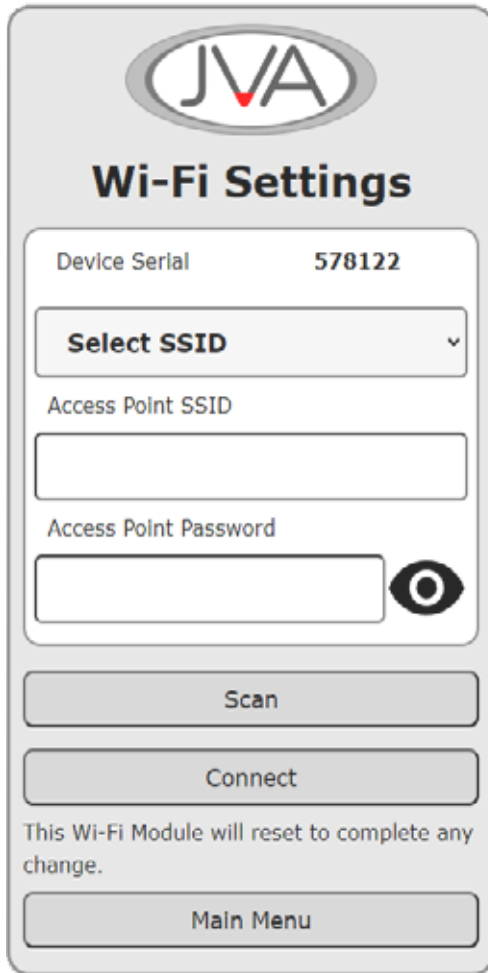 JVA
Wi-Fi Settings
Device Serial 578122
Select SSID
Access Point SSID
Access Point Password
Scan
Connect
This Wi-Fi Module will reset to complete any
change.
Main Menu